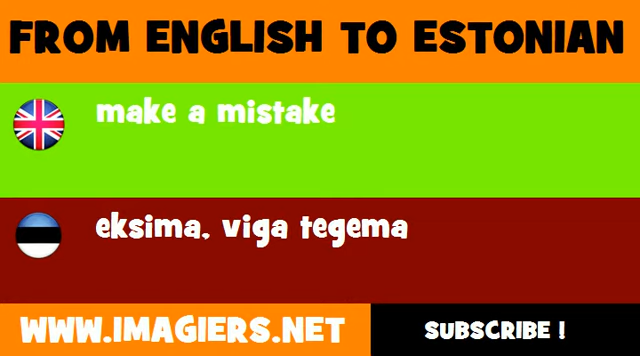 FROM ENGLISH TO ESTONIAN
make a mistake
eksima, viga tegema
WWW.IMAGIERS.NET
SUBSCRIBE !